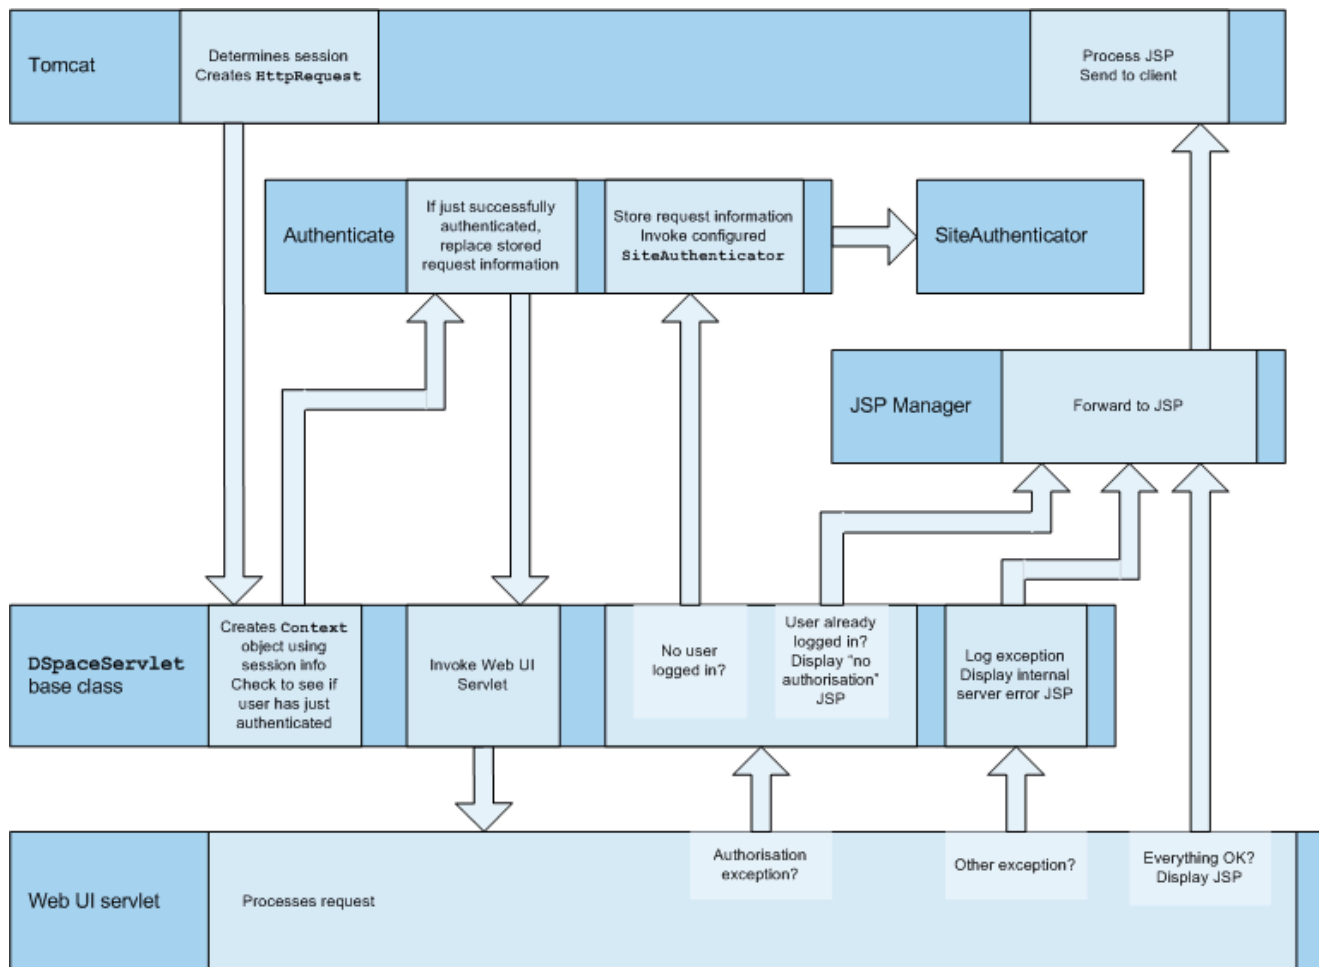 Tomcat
Determines session
Creates HttpRequest
Process JSP
Send to client
Authenticate
If just successfully
authenticated,
replace stored
request information
Store request information
Invoke configured
SiteAuthenticator
SiteAuthenticator
JSP Manager
Forward to JSP
DSpaceServlet
base class
Creates Context
object using
session info
Check to see if
user has just
authenticated
Invoke Web UI
Servlet
No user
logged in?
User already
logged in?
Display "no
authorisation"
JSP
Log exception
Display internal
server error JSP
Web UI servlet
Processes request
Authorisation
exception?
Other exception?
Everything OK?
Display JSP